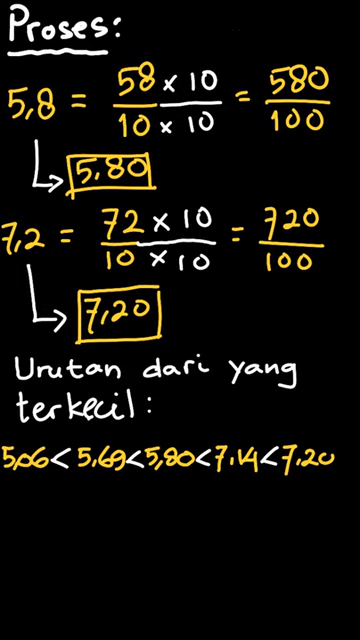 Proses:
5,8 = 58 × 10 / 10 × 10 = 580 / 100
5,80
7,2 = 72 × 10 / 10 × 10 = 720 / 100
7,20
Urutan dari yang
terkecil:
5,06 < 5,69 < 5,80 < 7,14 < 7,20